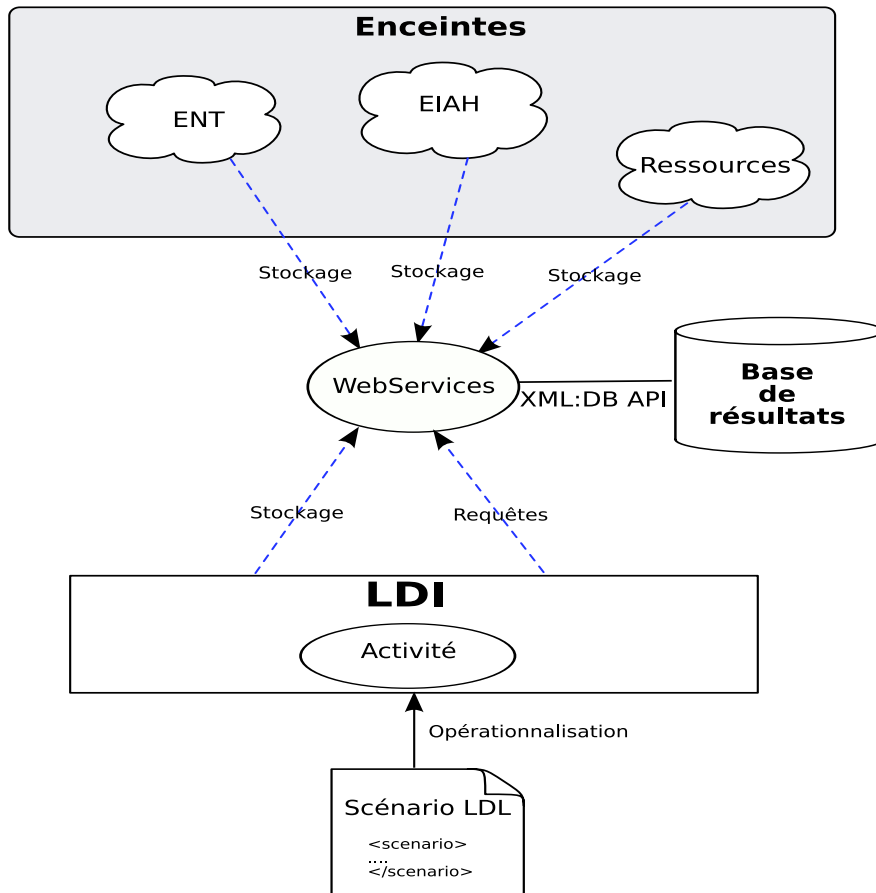 Enceintes
ENT
EIAH
Ressources
Stockage
Stockage
Stockage
WebServices
XML:DB API
Base
de
résultats
Stockage
Requêtes
LDI
Activité
Opérationnalisation
Scénario LDL
<scenario>
....
</scenario>